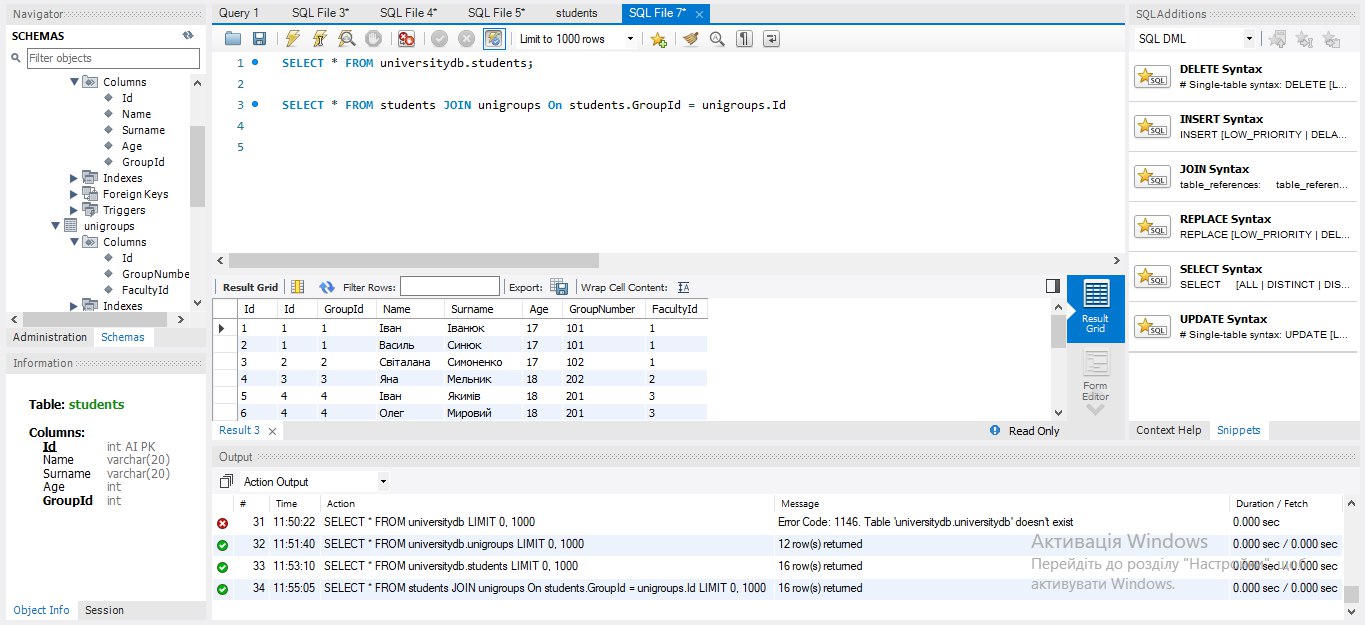 Navigator
SCHEMAS
Filter objects
Columns
Id
Name
Surname
Age
GroupId
Indexes
Foreign Keys
Triggers
unigroups
Columns
Id
GroupNumbe
FacultyId
Indexes
Administration Schemas
Information
Table: students
Columns:
Id int AI PK
Name varchar(20)
Surname varchar(20)
Age int
GroupId int
Object Info Session
Query 1 SQL File 3* SQL File 4* SQL File 5* students SQL File 7*
Limit to 1000 rows
1 SELECT * FROM universitydb.students;
2
3 SELECT * FROM students JOIN unigroups On students.GroupId = unigroups.Id
4
5
Result Grid Filter Rows: Export: Wrap Cell Content: IA
Id Id GroupId Name Surname Age GroupNumber FacultyId
1 1 1 Іван Іванюк 17 101 1
2 1 1 Василь Синюк 17 101 1
3 2 2 Світалана Симоненко 17 102 1
4 3 3 Яна Мельник 18 202 2
5 4 4 Іван Якимів 18 201 3
6 4 4 Олег Мировий 18 201 3
Result Grid
Form Editor
Result 3 Read Only
Output
Action Output
# Time Action Message Duration / Fetch
31 11:50:22 SELECT * FROM universitydb LIMIT 0, 1000 Error Code: 1146. Table 'universitydb.universitydb' doesn't exist 0.000 sec
32 11:51:40 SELECT * FROM universitydb.unigroups LIMIT 0, 1000 12 row(s) returned 0.000 sec / 0.000 sec
33 11:53:10 SELECT * FROM universitydb.students LIMIT 0, 1000 16 row(s) returned 0.000 sec / 0.000 sec
34 11:55:05 SELECT * FROM students JOIN unigroups On students.GroupId = unigroups.Id LIMIT 0, 1000 16 row(s) returned 0.000 sec / 0.000 sec
Активація Windows
Перейдіть до розділу "Настройки", щоб
активувати Windows.
SQLAdditions
SQL DML
DELETE Syntax
# Single-table syntax: DELETE [L...
INSERT Syntax
INSERT [LOW_PRIORITY | DELA...
JOIN Syntax
table_references: table_referen...
REPLACE Syntax
REPLACE [LOW_PRIORITY | DEL...
SELECT Syntax
SELECT [ALL | DISTINCT | DIS...
UPDATE Syntax
# Single-table syntax: UPDATE [L...
Context Help Snippets